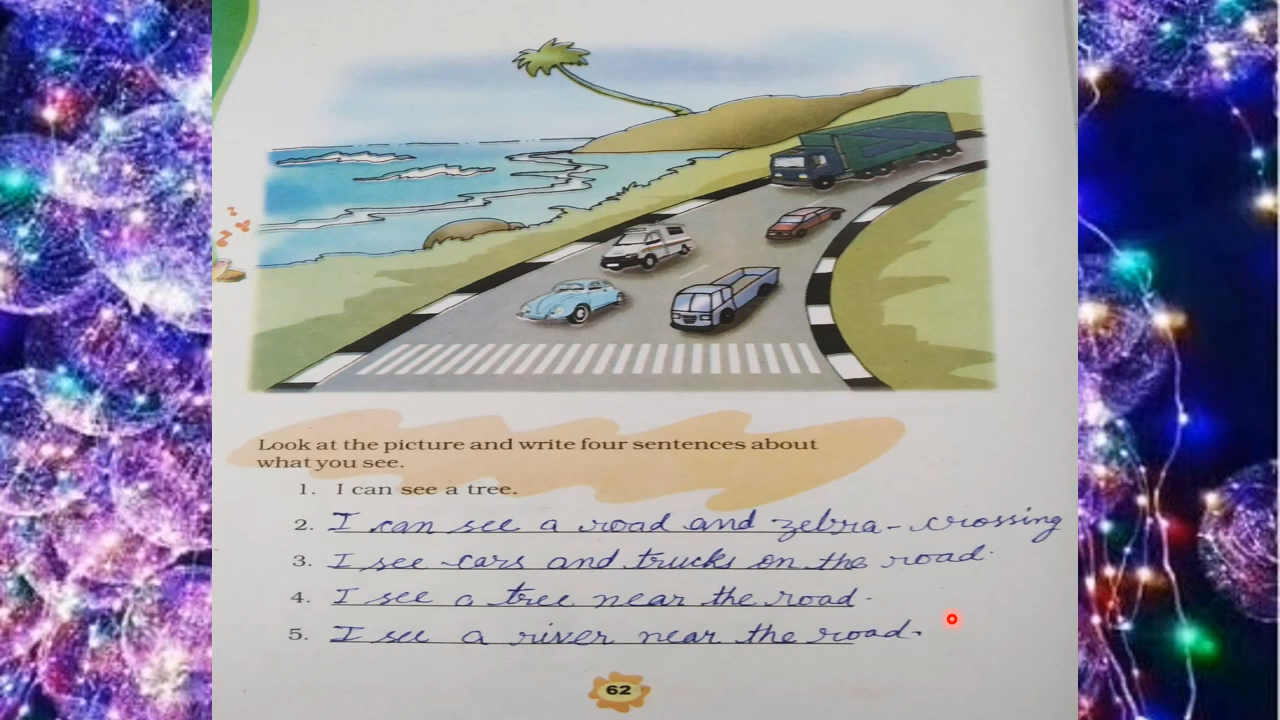 Look at the picture and write four sentences about
what you see.
1. I can see a tree.
2. I can see a road and zebra-crossing
3. I see cars and trucks on the road.
4. I see a tree near the road.
5. I see a river near the road.
62